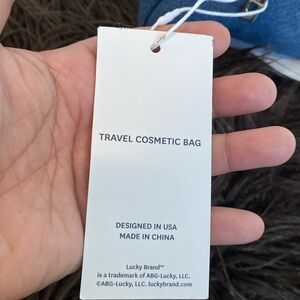 TRAVEL COSMETIC BAG
DESIGNED IN USA
MADE IN CHINA
Lucky Brand™
is a trademark of ABG-Lucky, LLC.
©ABG-Lucky, LLC. luckybrand.com